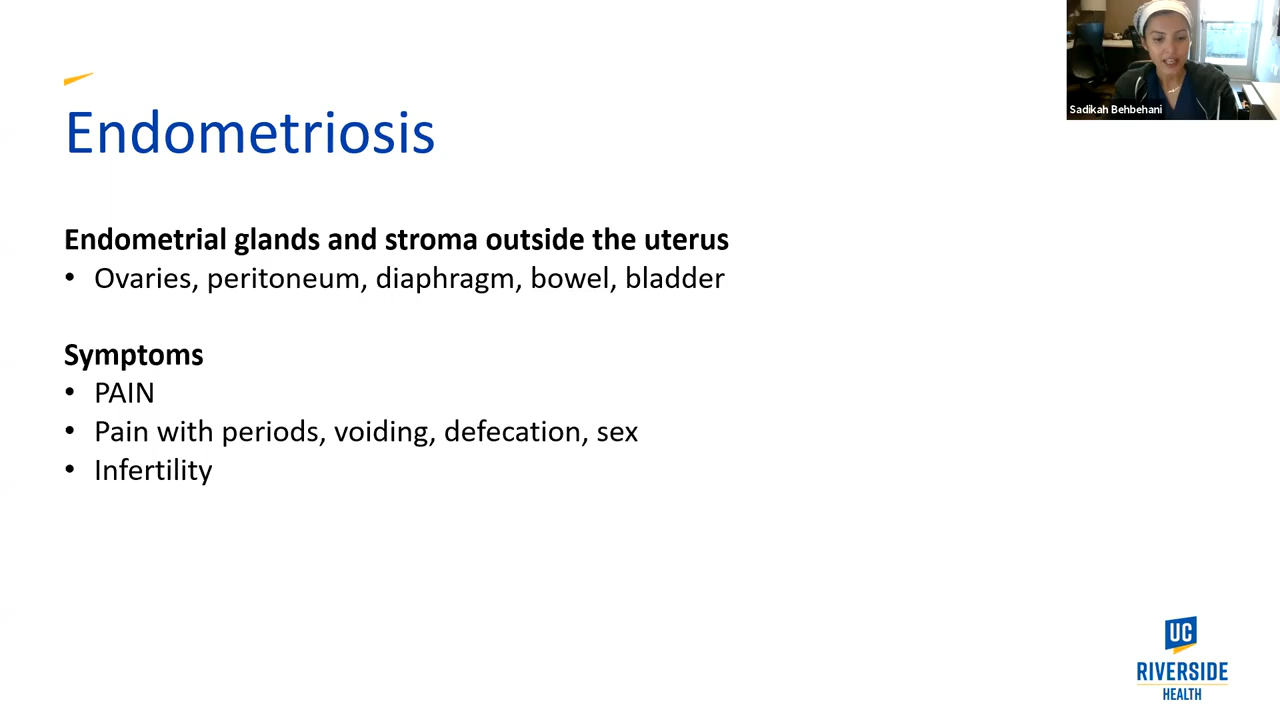 Sadikah Behbehani
Endometriosis
Endometrial glands and stroma outside the uterus
• Ovaries, peritoneum, diaphragm, bowel, bladder
Symptoms
• PAIN
• Pain with periods, voiding, defecation, sex
• Infertility
UC
RIVERSIDE
HEALTH